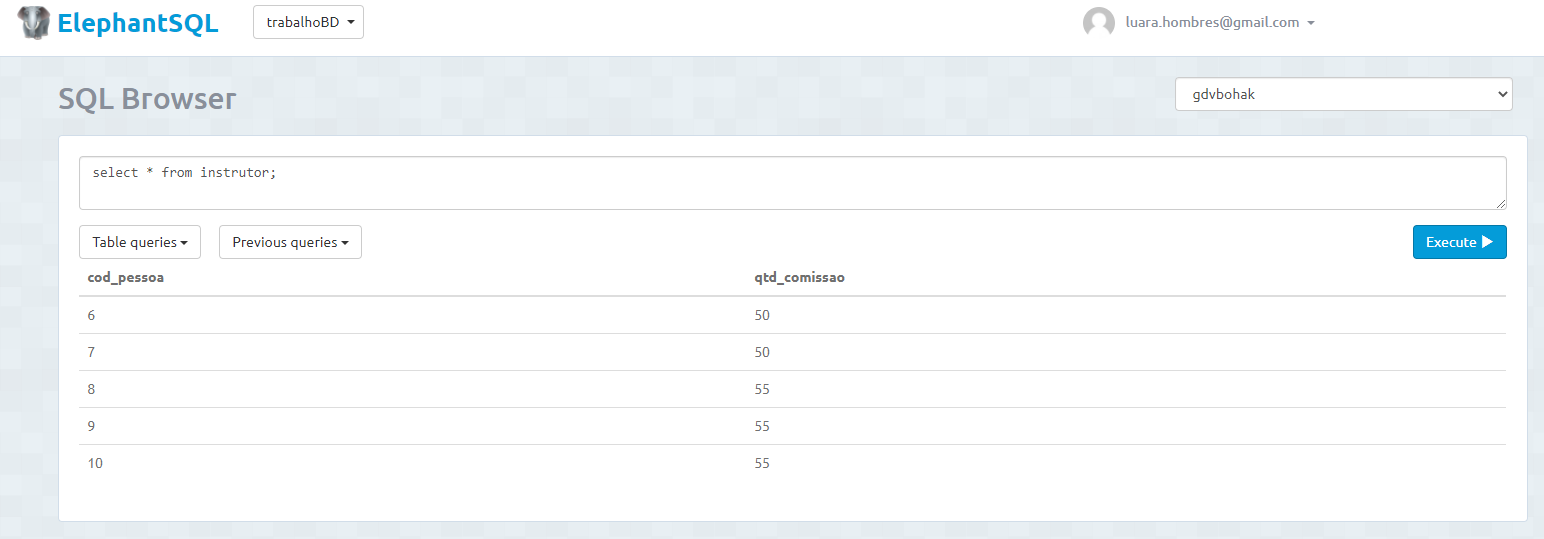 ElephantSQL trabalhoBD luara.hombres@gmail.com
SQL Browser gdvbohak
select * from instrutor;
Table queries Previous queries Execute
cod_pessoa qtd_comissao
6 50
7 50
8 55
9 55
10 55